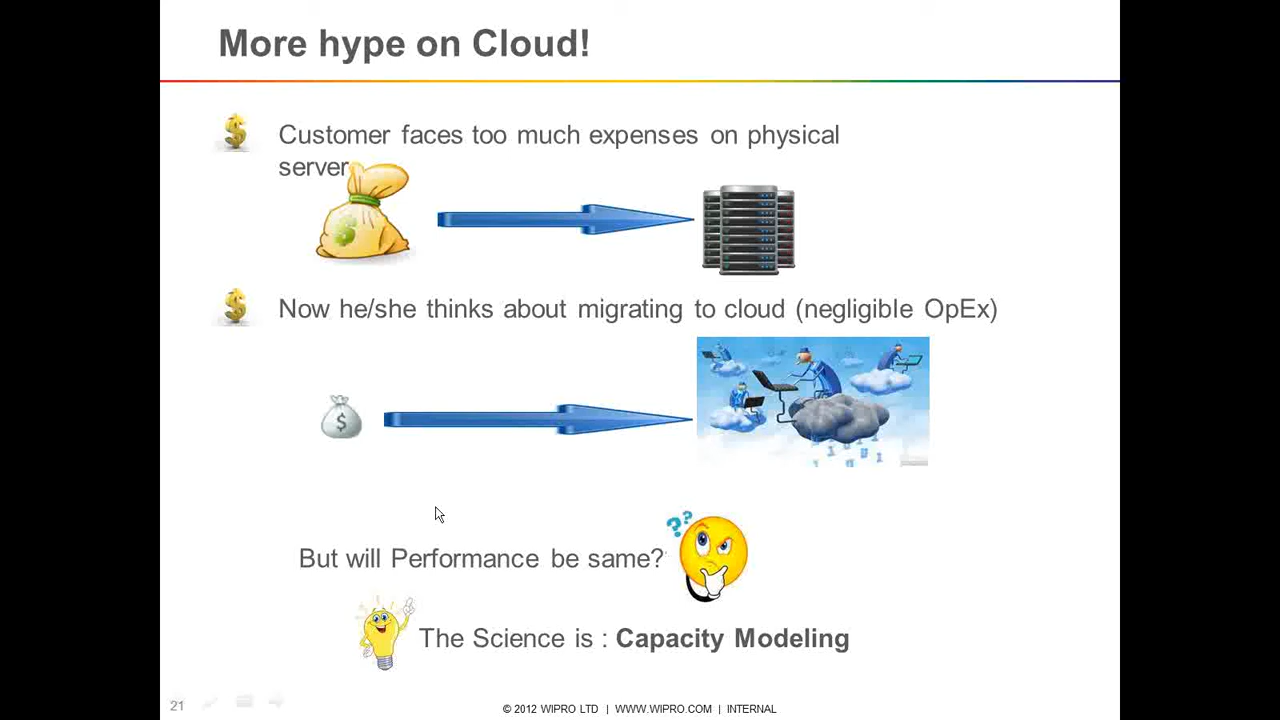 More hype on Cloud!
Customer faces too much expenses on physical
server
Now he/she thinks about migrating to cloud (negligible OpEx)
$
??
But will Performance be same?
The Science is : Capacity Modeling
21
© 2012 WIPRO LTD | WWW.WIPRO.COM | INTERNAL